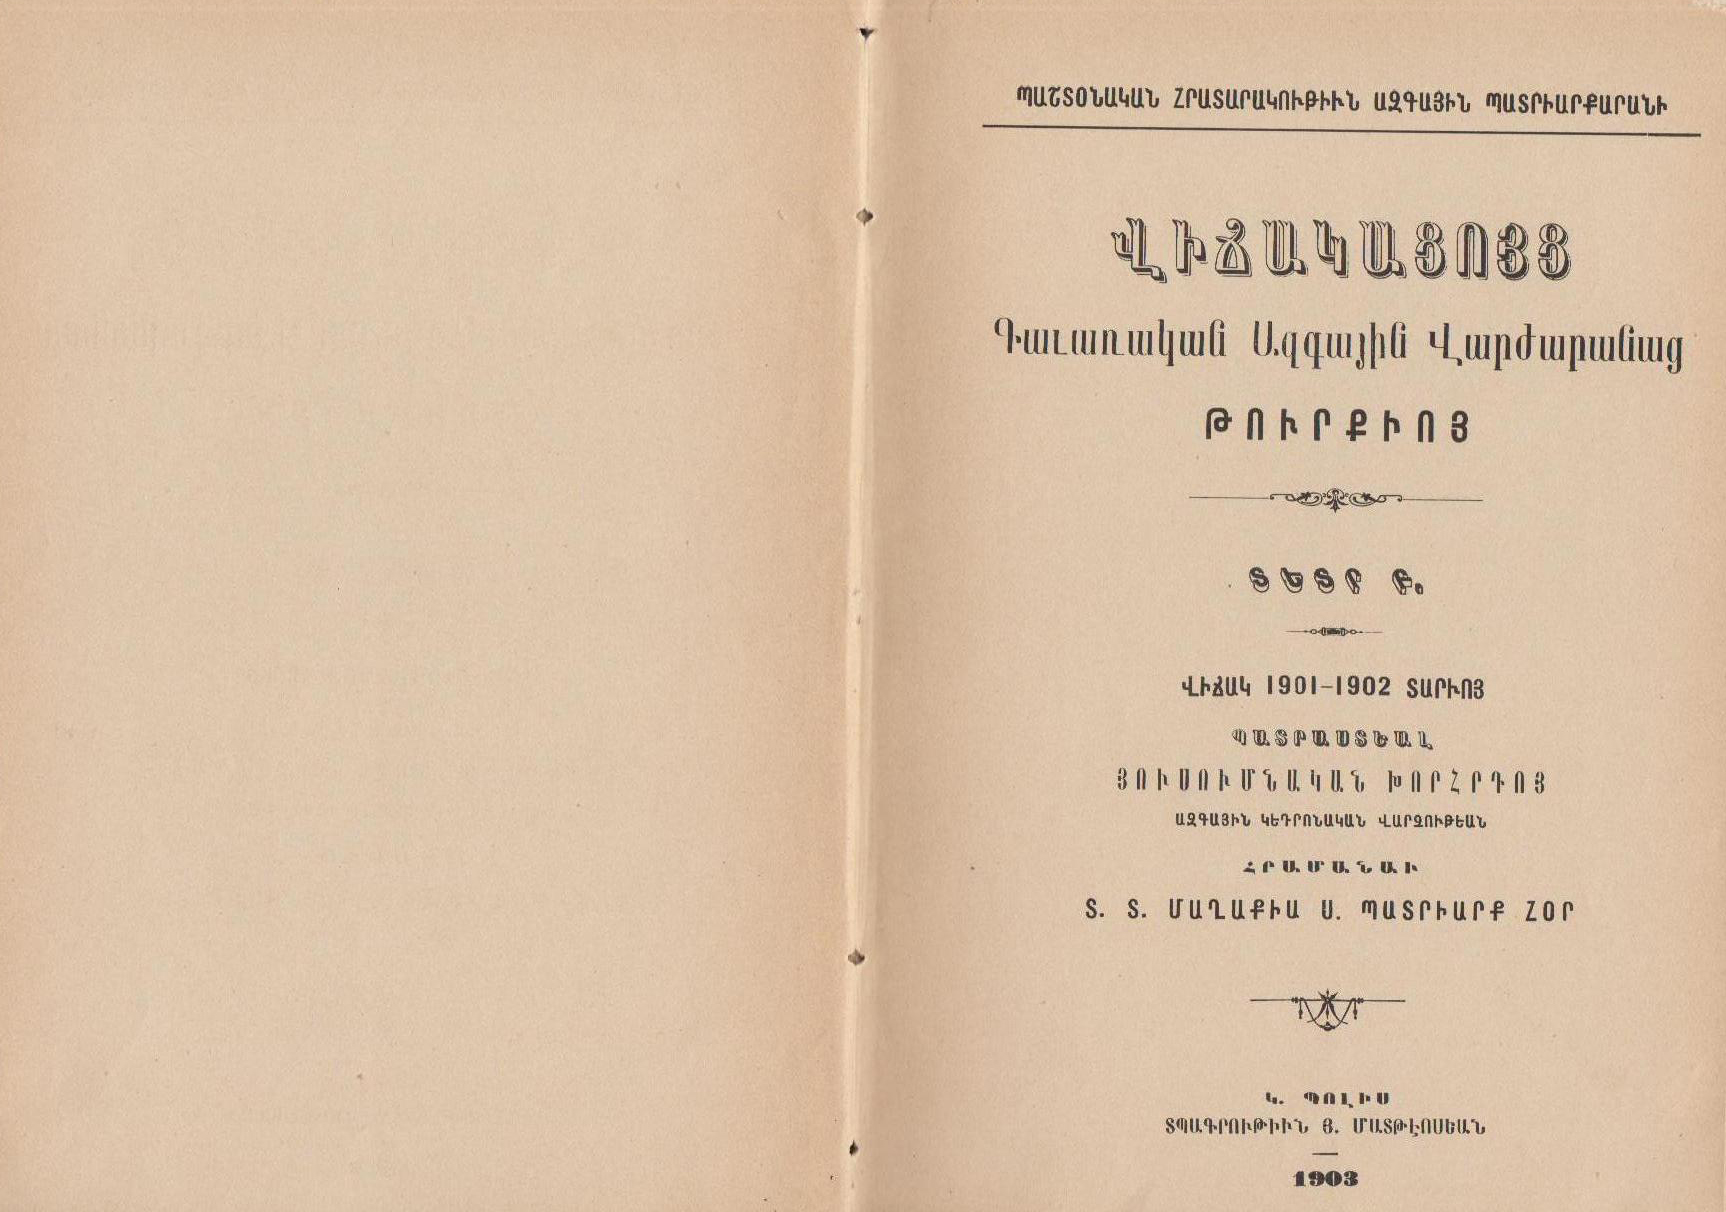 ՊԱՇՏՕՆԱԿԱՆ ՀՐԱՏԱՐԱԿՈՒԹԻՒՆ ԱԶԳԱՅԻՆ ՊԱՏՐԻԱՐՔԱՐԱՆԻ
ՎԻՃԱԿԱՑՈՅՑ
Գաւառական Ազգային Վարժարանաց
ԹՈՒՐՔԻՈՅ
ՏԵՏՐ Բ.
ՎԻՃԱԿ 1901-1902 ՏԱՐԻՈՅ
ՊԱՏՐԱՍՏԵԱԼ
ՅՈՒՍՈՒՄՆԱԿԱՆ ԽՈՐՀՐԴՈՅ
ԱԶԳԱՅԻՆ ԿԵԴՐՈՆԱԿԱՆ ՎԱՐՉՈՒԹԵԱՆ
ՀՐԱՄԱՆԱՒ
Տ. Տ. ՄԱՂԱՔԻԱ Ս. ՊԱՏՐԻԱՐՔ ՀՕՐ
Կ. ՊՈԼԻՍ
ՏՊԱԳՐՈՒԹԻՒՆ Յ. ՄԱՏԹԷՈՍԵԱՆ
1903